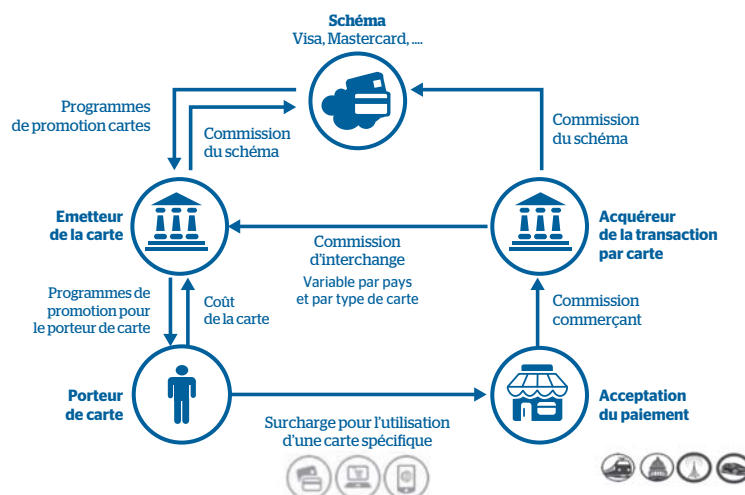 Schéma
Visa, Mastercard, ....
Programmes
de promotion cartes
Commission
du schéma
Commission
du schéma
Emetteur
de la carte
Commission
d'interchange
Variable par pays
et par type de carte
Acquéreur
de la transaction
par carte
Programmes de
promotion pour
le porteur de carte
Coût
de la carte
Commission
commerçant
Porteur
de carte
Surcharge pour l'utilisation
d'une carte spécifique
Acceptation
du paiement